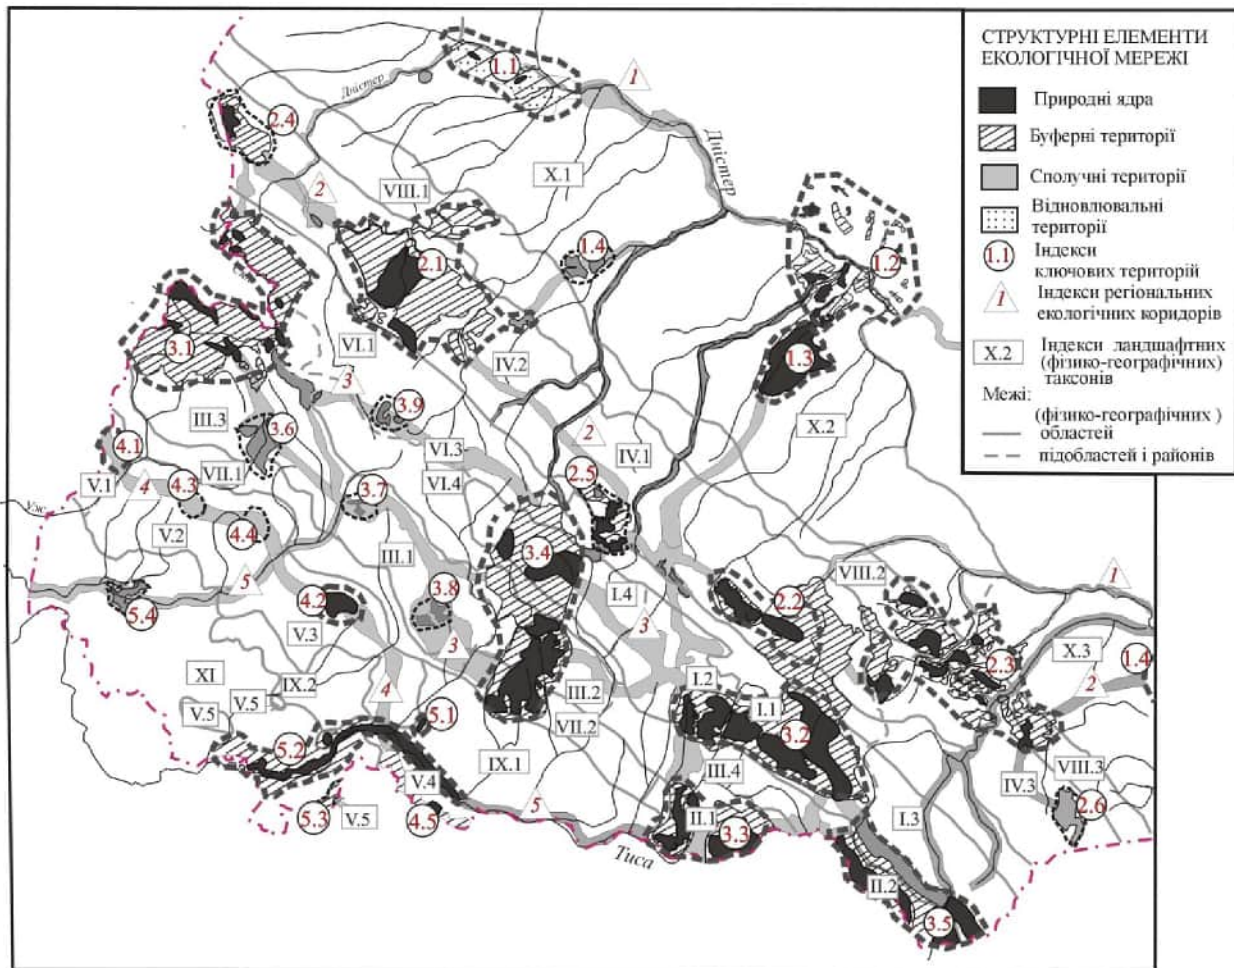 СТРУКТУРНІ ЕЛЕМЕНТИ
ЕКОЛОГІЧНОЇ МЕРЕЖІ
Природні ядра
Буферні території
Сполучні території
Відновлювальні
території
1.1 Індекси
ключових територій
1 Індекси регіональних
екологічних коридорів
X.2 Індекси ландшафтних
(фізико-географічних)
таксонів
Межі:
(фізико-географічних )
областей
підобластей і районів
Дністер
1.1
1
2.4
Дністер
2
VIII.1
X.1
1.4
2.1
1.2
3.1
VI.1
IV.2
1.3
3
3.9
III.3
3.6
X.2
4.1
VI.3
2
IV.1
V.1
4
4.3
VII.1
3.7
VI.4
2.5
Уж
V.2
4.4
III.1
3.4
VIII.2
1
5
5.4
4.2
3.8
I.4
2.2
V.3
3
3
2.3
X.3
1.4
XI
IX.2
4
III.2
I.2
2
V.5
V.5
5.1
VII.2
I.1
3.2
5.2
IX.1
III.4
VIII.3
V.4
IV.3
5.3
V.5
4.5
5
II.1
3.3
I.3
2.6
Тиса
II.2
3.5